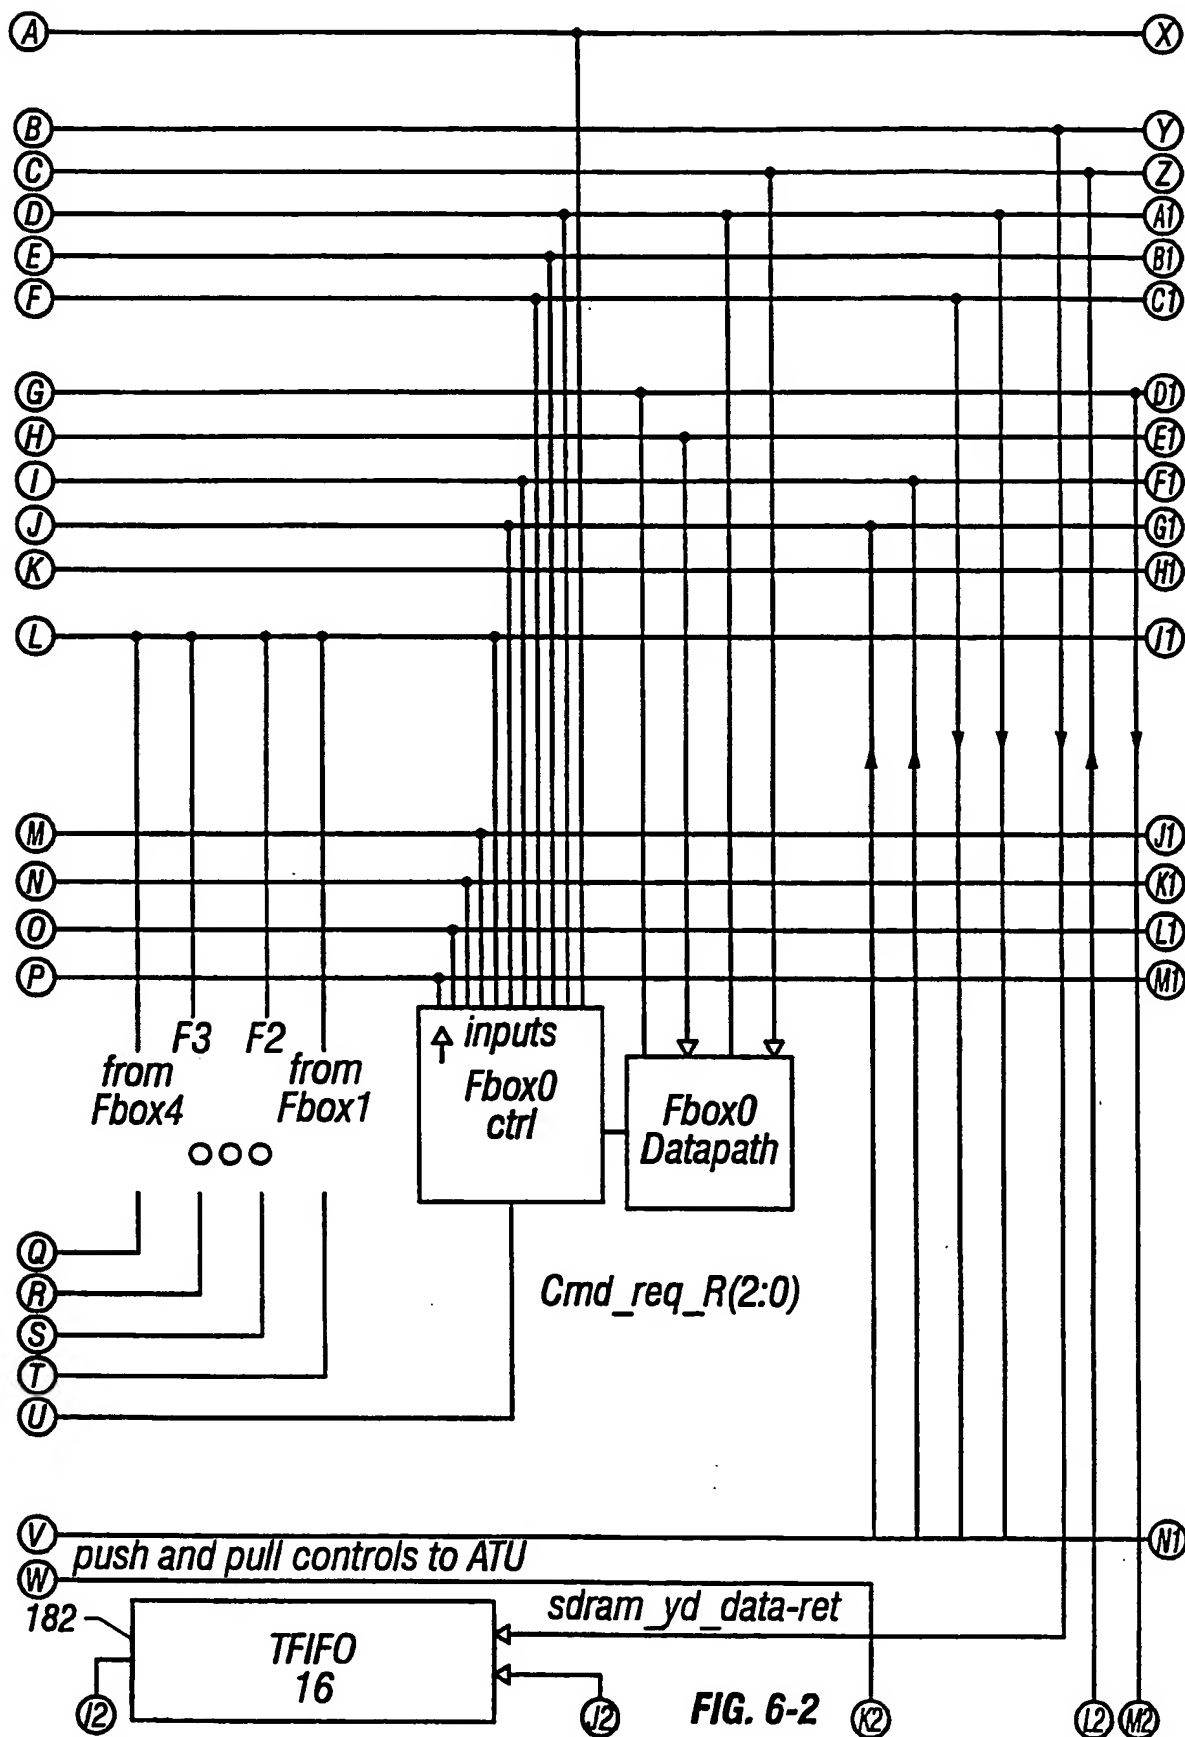 A X
B Y
C Z
D A1
E B1
F C1
G D1
H E1
I F1
J G1
K H1
L I1
M J1
N K1
O L1
P M1
F3 F2
from from
Fbox4 Fbox1
inputs
Fbox0
ctrl
Fbox0
Datapath
Q
R
Cmd_req_R(2:0)
S
T
U
V N1
push and pull controls to ATU
W
182
sdram_yd_data-ret
TFIFO
16
I2 J2 FIG. 6-2 K2 L2 M2